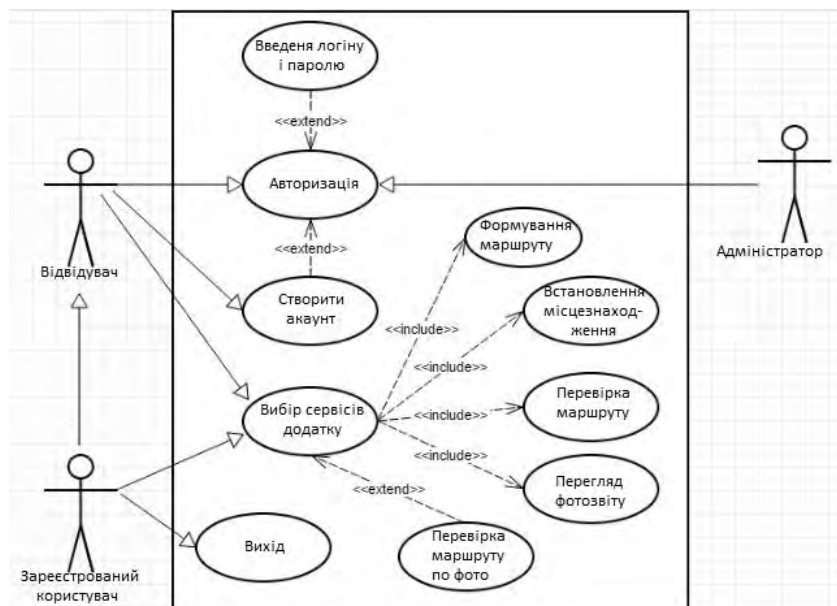 Введеня логіну
і паролю
<<extend>>
Авторизація
<<extend>>
Відвідувач
Адміністратор
Формування
маршруту
Створити
акаунт
Встановлення
місцезнаход-
ження
<<include>>
<<include>>
Вибір сервісів
додатку
<<include>>
Перевірка
маршруту
<<include>>
Перегляд
фотозвіту
<<extend>>
Вихід
Перевірка
маршруту
по фото
Зареєстрований
користувач